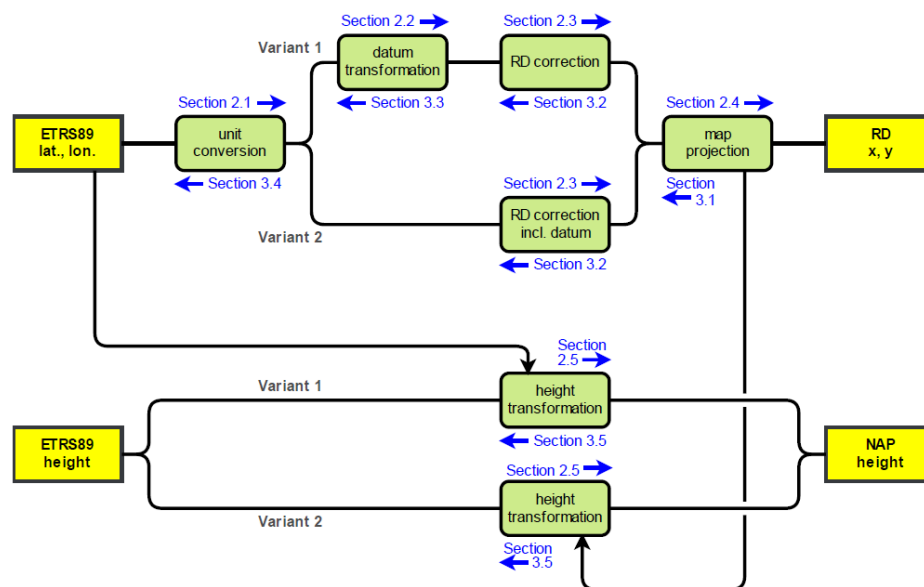 Section 2.2
Section 2.3
Variant 1
datum
transformation
RD correction
Section 2.1
Section 3.3
Section 3.2
Section 2.4
ETRS89
lat., lon.
unit
conversion
map
projection
RD
x, y
Section 3.4
Section 2.3
Section
3.1
RD correction
incl. datum
Variant 2
Section 3.2
Section
2.5
Variant 1
height
transformation
ETRS89
height
Section 3.5
NAP
height
Section 2.5
height
transformation
Variant 2
Section
3.5